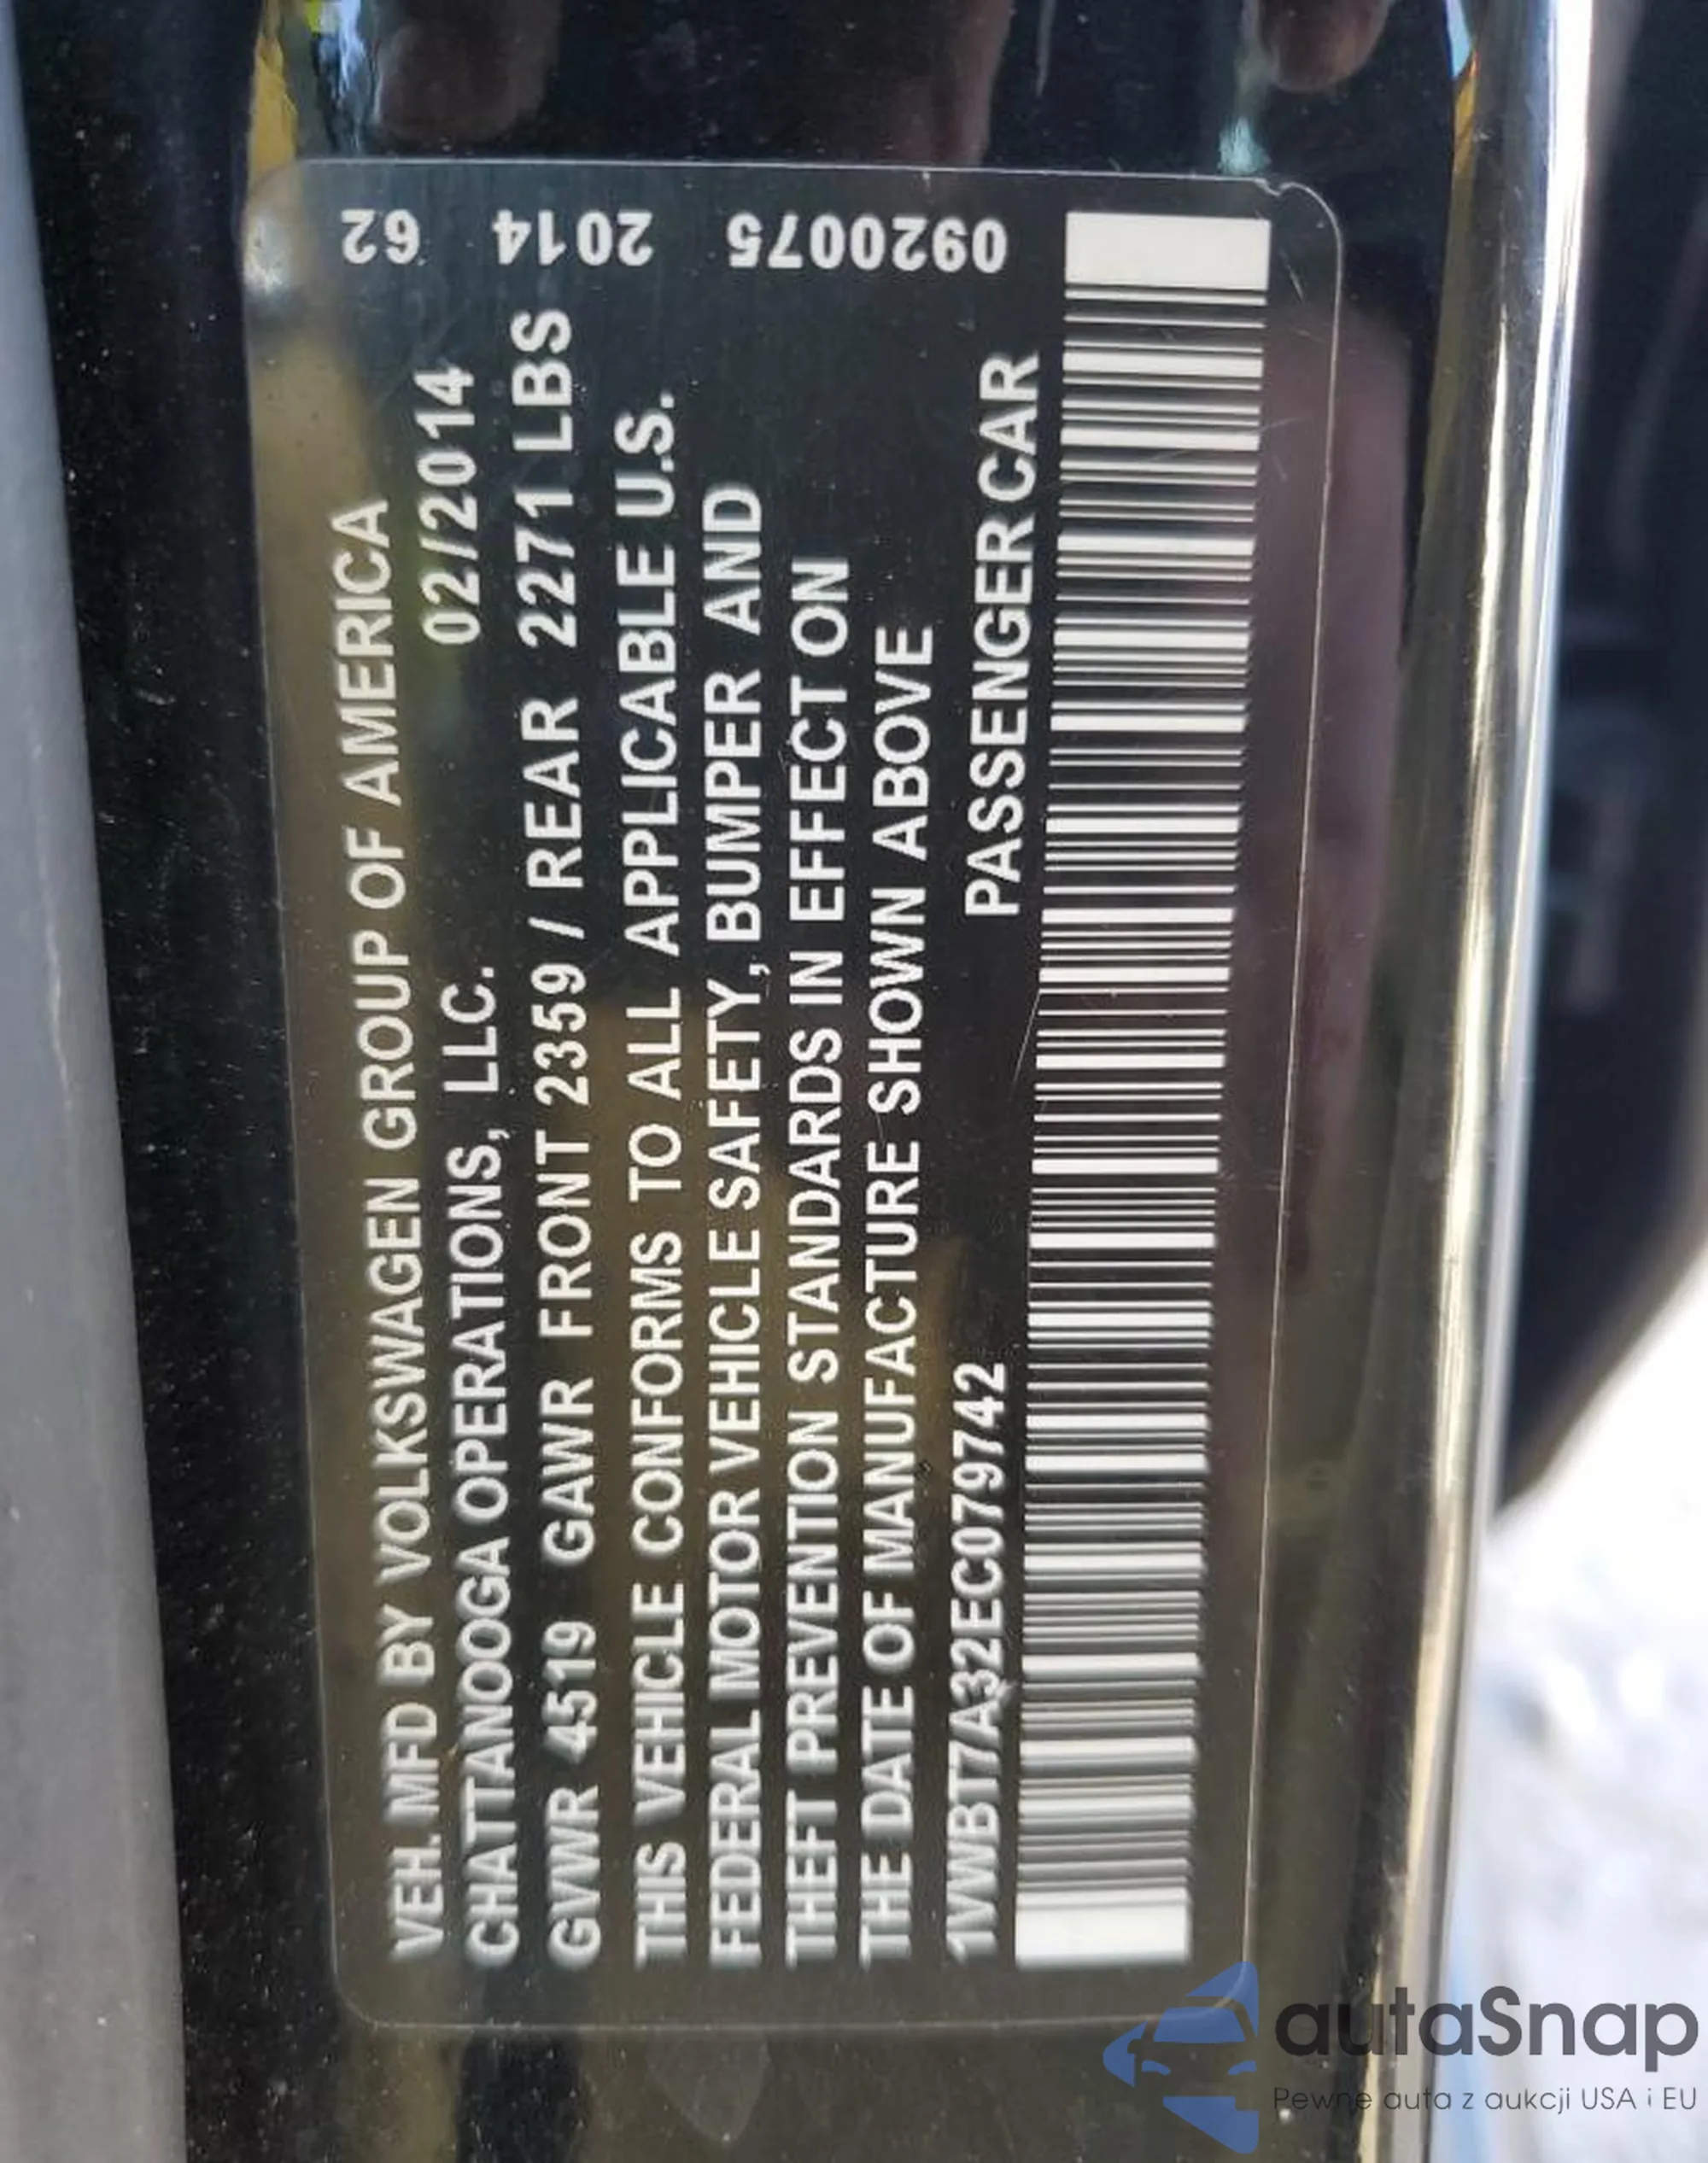 VEH. MFD BY VOLKSWAGEN GROUP OF AMERICA
CHATTANOOGA OPERATIONS, LLC. 02/2014
GVWR 4519 GAWR FRONT 2359 / REAR 2271 LBS
THIS VEHICLE CONFORMS TO ALL APPLICABLE U.S.
FEDERAL MOTOR VEHICLE SAFETY, BUMPER AND
THEFT PREVENTION STANDARDS IN EFFECT ON
THE DATE OF MANUFACTURE SHOWN ABOVE
1VWBT7A32EC079742 PASSENGER CAR
0920075 2014 62
autaSnap
Pewne auta z aukcji USA i EU